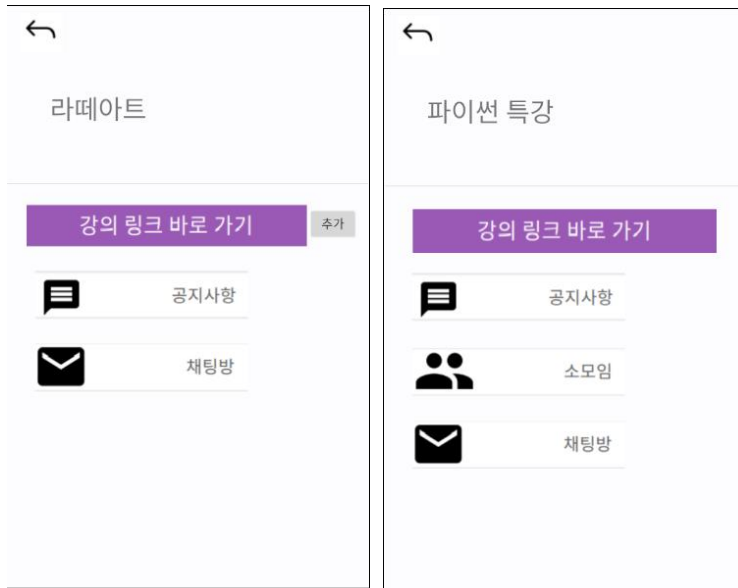 라떼아트
강의 링크 바로 가기
추가
공지사항
채팅방
파이썬 특강
강의 링크 바로 가기
공지사항
소모임
채팅방